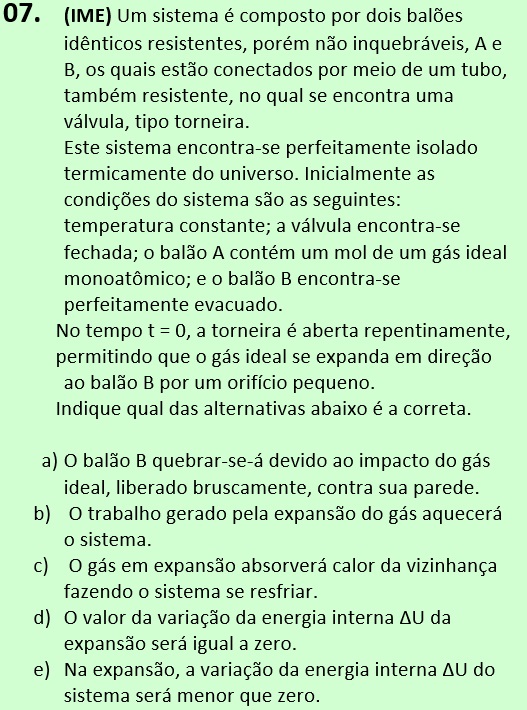 07. (IME) Um sistema é composto por dois balões
idênticos resistentes, porém não inquebráveis, A e
B, os quais estão conectados por meio de um tubo,
também resistente, no qual se encontra uma
válvula, tipo torneira.
Este sistema encontra-se perfeitamente isolado
termicamente do universo. Inicialmente as
condições do sistema são as seguintes:
temperatura constante; a válvula encontra-se
fechada; o balão A contém um mol de um gás ideal
monoatômico; e o balão B encontra-se
perfeitamente evacuado.
No tempo t = 0, a torneira é aberta repentinamente,
permitindo que o gás ideal se expanda em direção
ao balão B por um orifício pequeno.
Indique qual das alternativas abaixo é a correta.
a) O balão B quebrar-se-á devido ao impacto do gás
ideal, liberado bruscamente, contra sua parede.
b) O trabalho gerado pela expansão do gás aquecerá
o sistema.
c) O gás em expansão absorverá calor da vizinhança
fazendo o sistema se resfriar.
d) O valor da variação da energia interna ΔU da
expansão será igual a zero.
e) Na expansão, a variação da energia interna ΔU do
sistema será menor que zero.